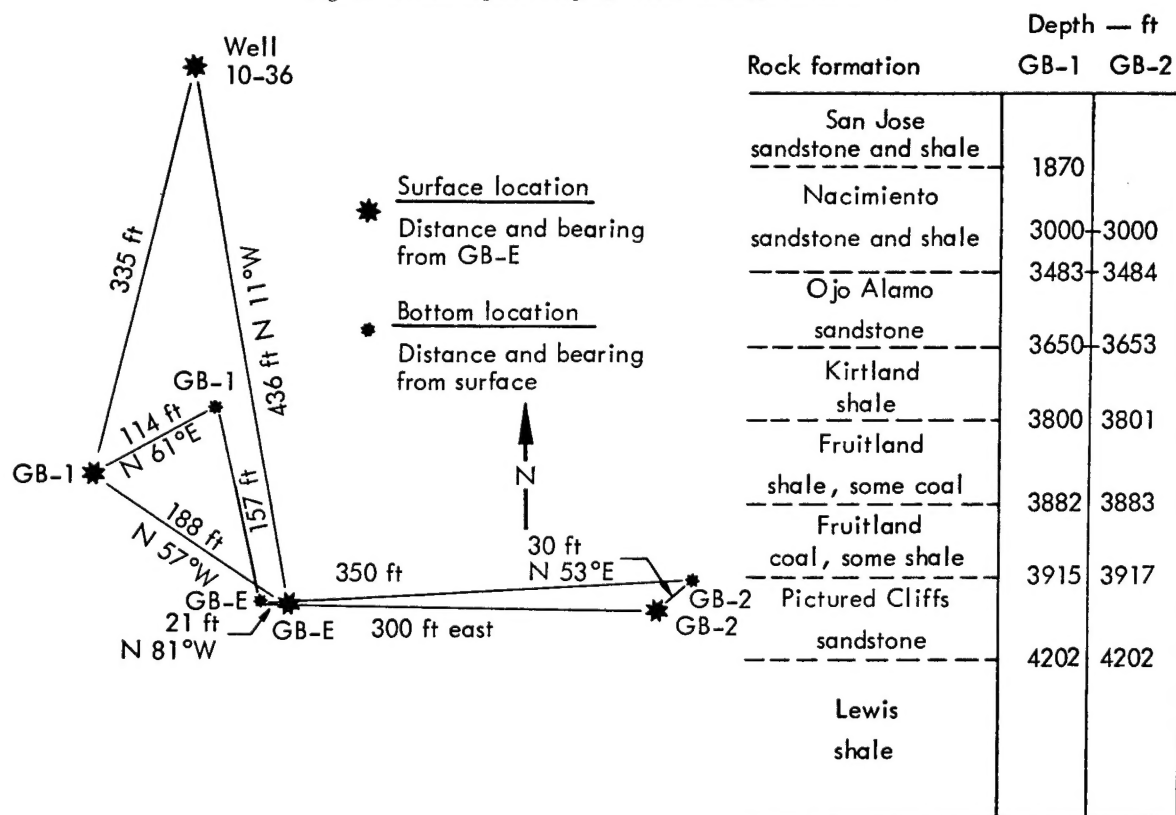 Well
10-36
335 ft
436 ft N 11°W
Surface location
Distance and bearing
from GB-E
Bottom location
Distance and bearing
from surface
N
GB-1
114 ft
N 61°E
GB-1
157 ft
188 ft
N 57°W
GB-E
21 ft
N 81°W
GB-E
350 ft
300 ft east
30 ft
N 53°E
GB-2
GB-2
Depth — ft
Rock formation GB-1 GB-2
San Jose
sandstone and shale
1870
Nacimiento
sandstone and shale
3000 3000
3483 3484
Ojo Alamo
sandstone
3650 3653
Kirtland
shale
3800 3801
Fruitland
shale, some coal
3882 3883
Fruitland
coal, some shale
3915 3917
Pictured Cliffs
sandstone
4202 4202
Lewis
shale